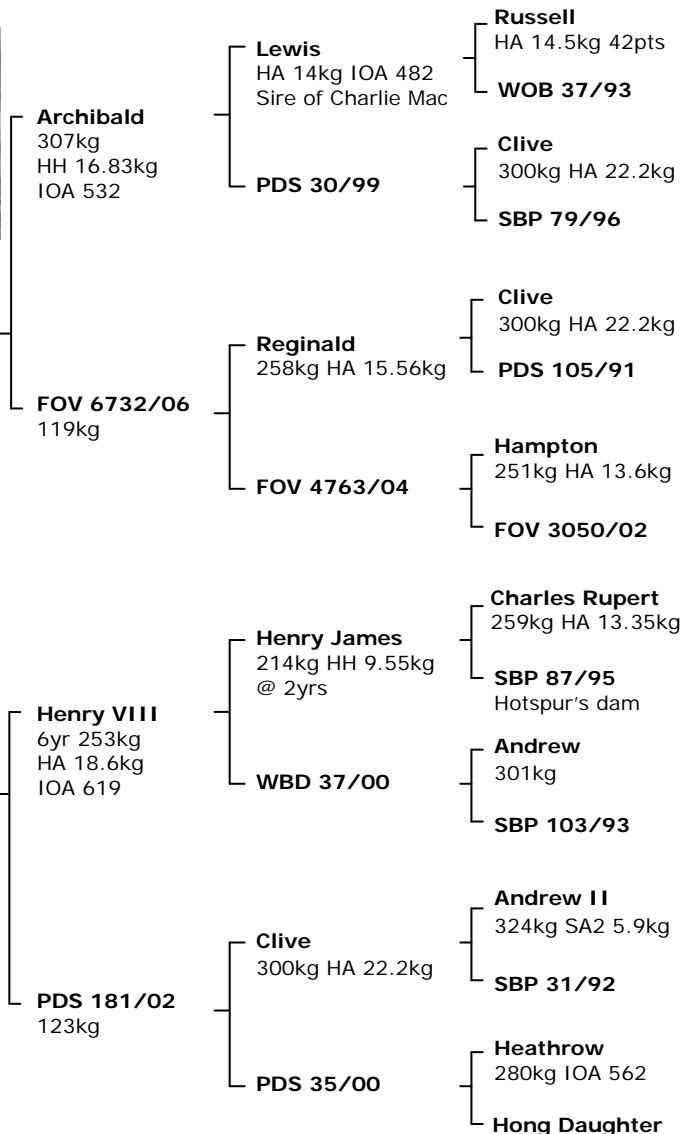 Russell
HA 14.5kg 42pts
Lewis
HA 14kg IOA 482
Sire of Charlie Mac
WOB 37/93
Archibald
307kg
HH 16.83kg
IOA 532
Clive
300kg HA 22.2kg
PDS 30/99
SBP 79/96
Clive
300kg HA 22.2kg
Reginald
258kg HA 15.56kg
PDS 105/91
FOV 6732/06
119kg
Hampton
251kg HA 13.6kg
FOV 4763/04
FOV 3050/02
Charles Rupert
259kg HA 13.35kg
Henry James
214kg HH 9.55kg
@ 2yrs
SBP 87/95
Hotspur's dam
Henry VIII
6yr 253kg
HA 18.6kg
IOA 619
Andrew
301kg
WBD 37/00
SBP 103/93
Andrew II
324kg SA2 5.9kg
Clive
300kg HA 22.2kg
SBP 31/92
PDS 181/02
123kg
Heathrow
280kg IOA 562
PDS 35/00
Hong Daughter